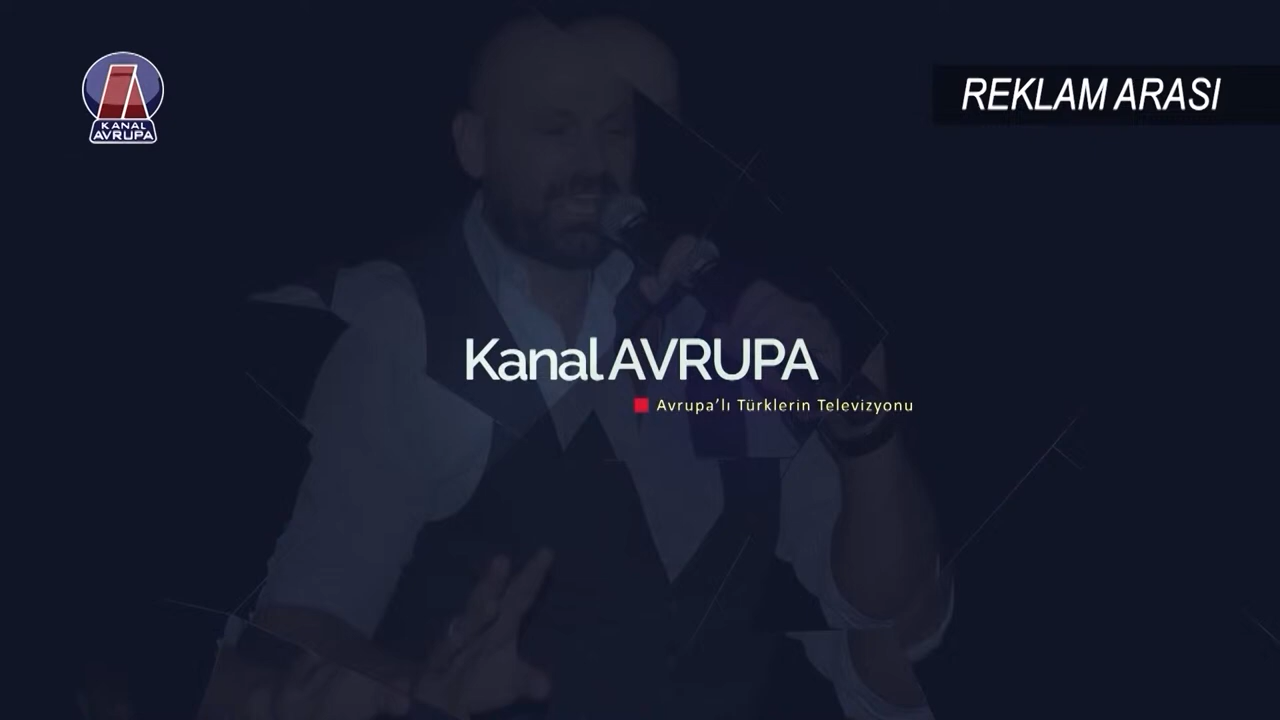 KANAL
AVRUPA
REKLAM ARASI
Kanal AVRUPA
Avrupa'lı Türklerin Televizyonu